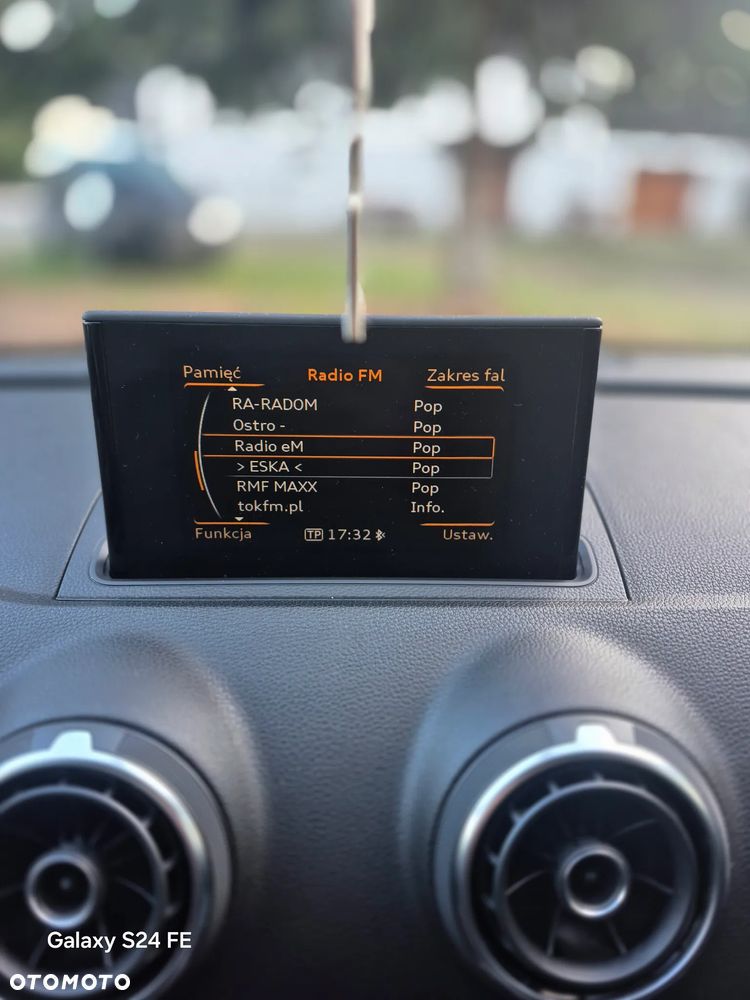 Pamięć Radio FM Zakres fal
RA-RADOM Pop
Ostro - Pop
Radio eM Pop
> ESKA < Pop
RMF MAXX Pop
tokfm.pl Info.
Funkcja TP 17:32 Ustaw.
Galaxy S24 FE
OTOMOTO